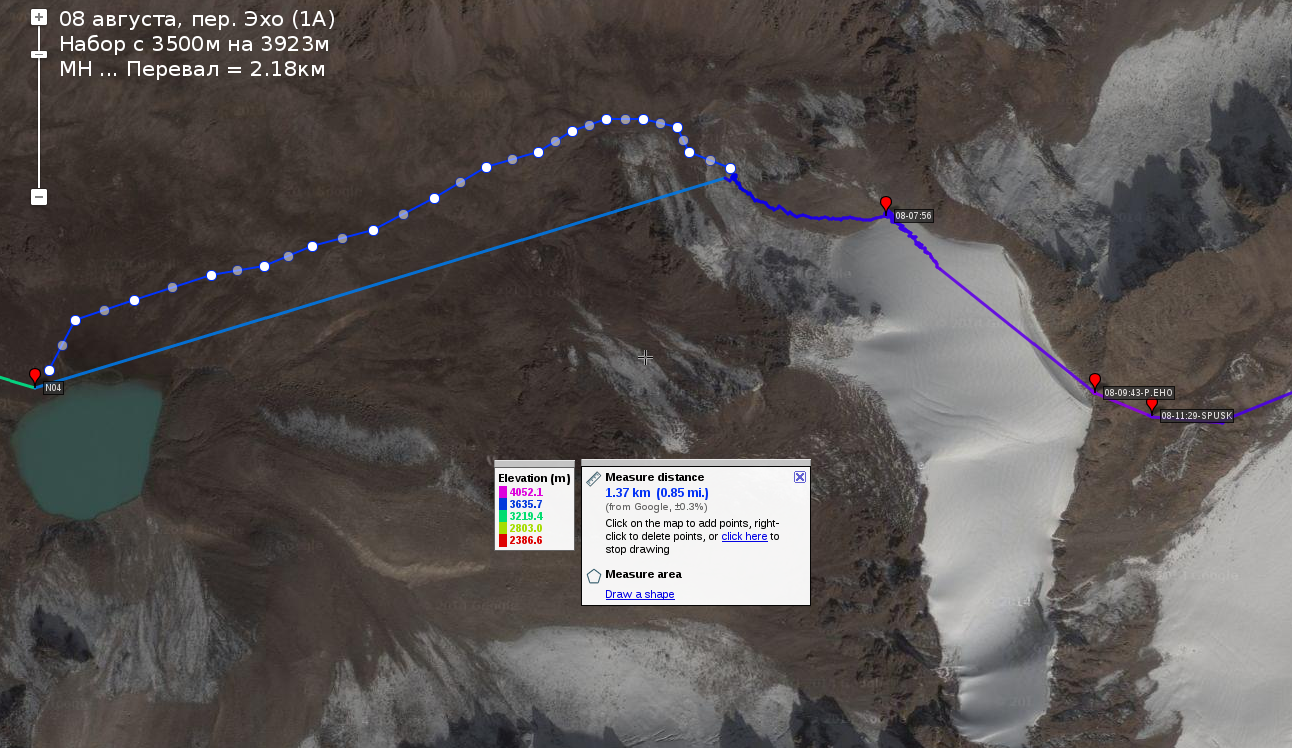 08 августа, пер. Эхо (1А)
Набор с 3500м на 3923м
МН ... Перевал = 2.18км
08-07:56
N04
08-09:43-P.EHO
08-11:29-SPUSK
Elevation (m)
4052.1
3635.7
3219.4
2803.0
2386.6
Measure distance
1.37 km (0.85 mi.)
(from Google, ±0.3%)
Click on the map to add points, right-
click to delete points, or click here to
stop drawing
Measure area
Draw a shape